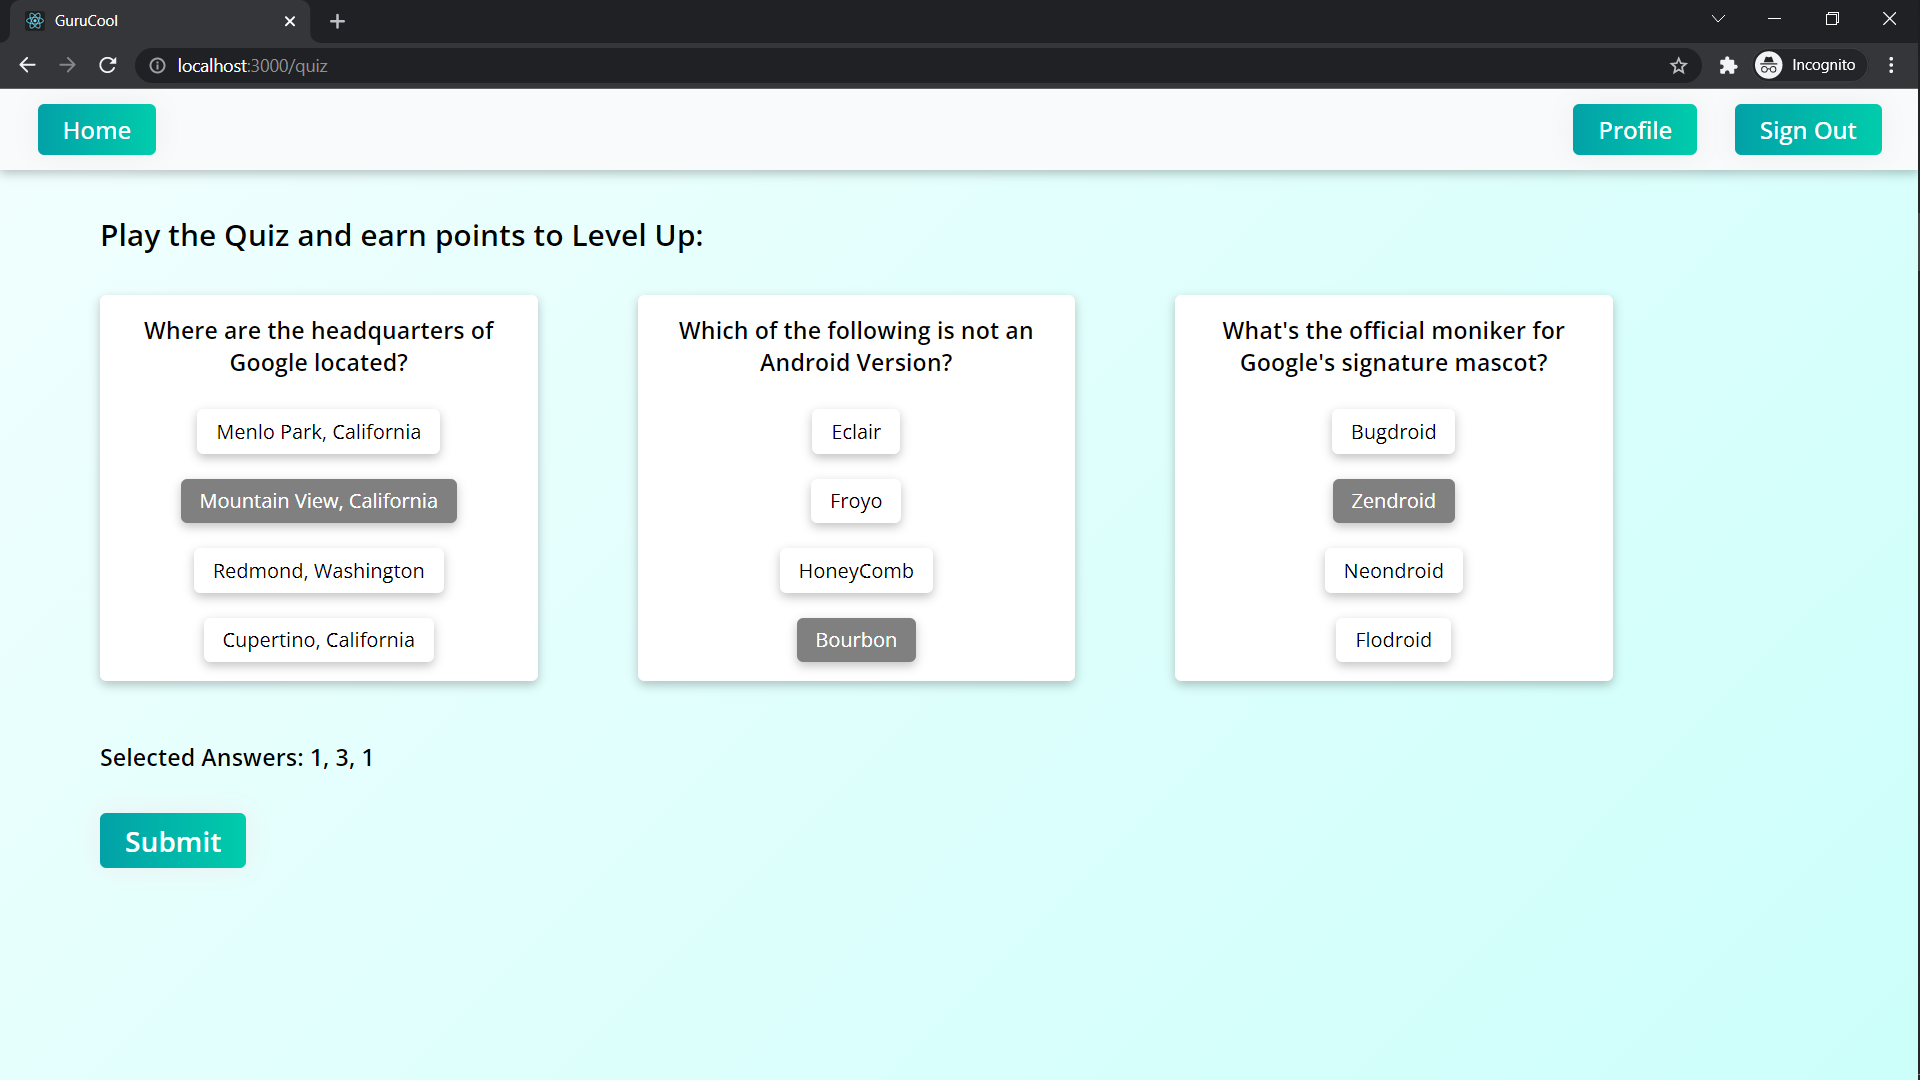 GuruCool
localhost:3000/quiz
Incognito
Home
Profile
Sign Out
Play the Quiz and earn points to Level Up:
Where are the headquarters of
Google located?
Menlo Park, California
Mountain View, California
Redmond, Washington
Cupertino, California
Which of the following is not an
Android Version?
Eclair
Froyo
HoneyComb
Bourbon
What's the official moniker for
Google's signature mascot?
Bugdroid
Zendroid
Neondroid
Flodroid
Selected Answers: 1, 3, 1
Submit